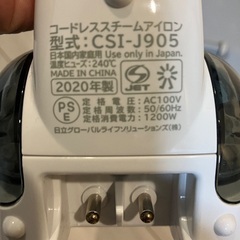 コードレススチームアイロン
型式：CSI-J905
日本国内家庭用 Use only in Japan.
温度ヒューズ：240℃
MADE IN CHINA
2020年製
PS
E
S
JET
定格電圧：AC100V
定格周波数：50/60Hz
定格消費電力：1200W
日立グローバルライフソリューションズ（株）